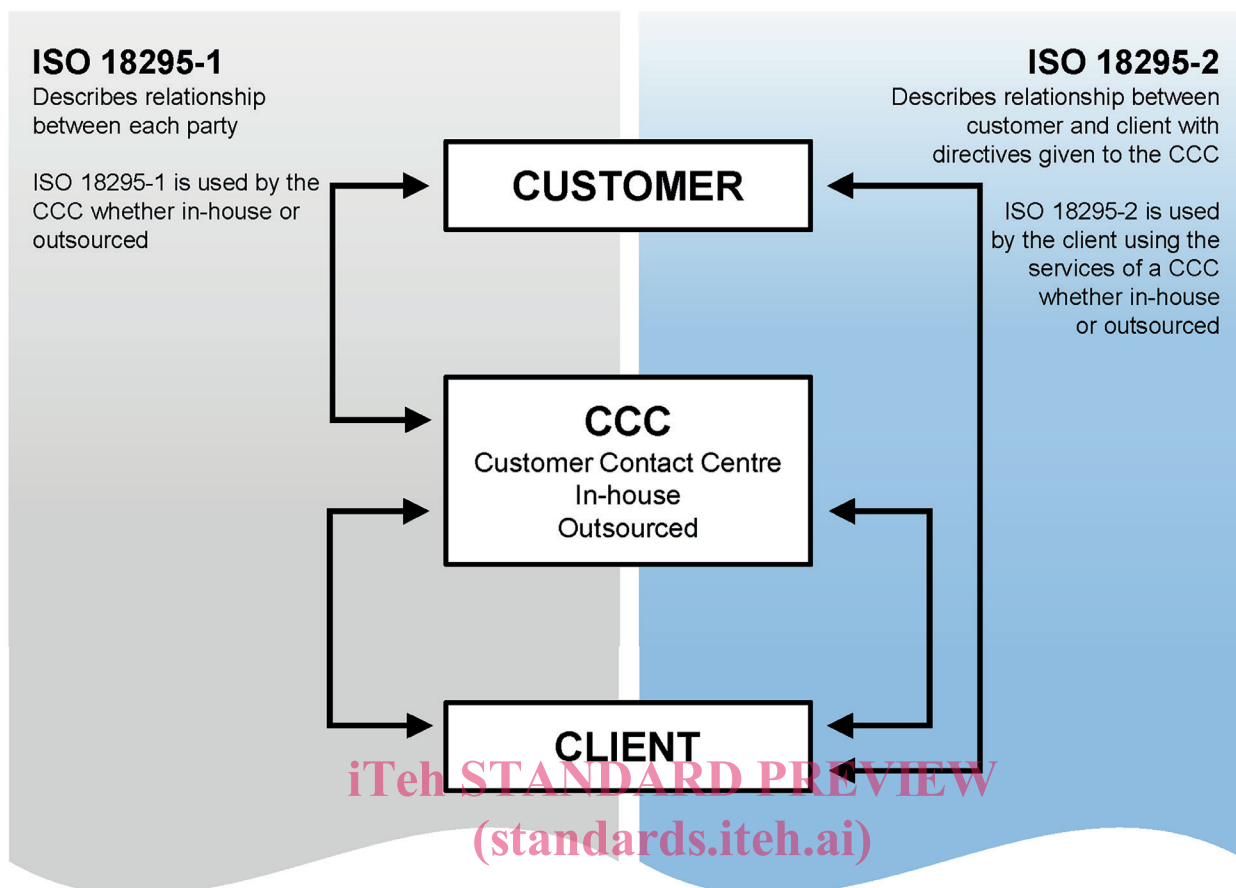 ISO 18295-1
Describes relationship
between each party
ISO 18295-1 is used by the
CCC whether in-house or
outsourced
ISO 18295-2
Describes relationship between
customer and client with
directives given to the CCC
ISO 18295-2 is used
by the client using the
services of a CCC
whether in-house
or outsourced
CUSTOMER
CCC
Customer Contact Centre
In-house
Outsourced
CLIENT
iTeh STANDARD PREVIEW
(standards.iteh.ai)